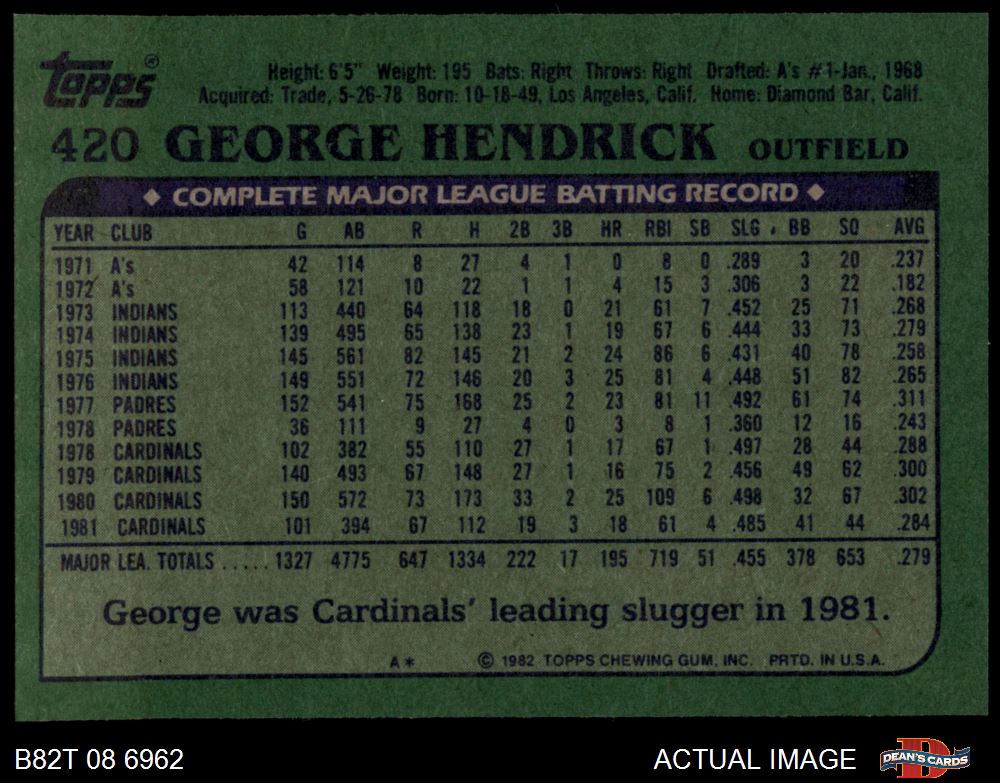 topps®
Height: 6'5" Weight: 195 Bats: Right Throws: Right Drafted: A's #1-Jan., 1968
Acquired: Trade, 5-26-78 Born: 10-18-49, Los Angeles, Calif. Home: Diamond Bar, Calif.
420 GEORGE HENDRICK OUTFIELD
◆ COMPLETE MAJOR LEAGUE BATTING RECORD ◆
YEAR CLUB G AB R H 2B 3B HR RBI SB SLG. BB SO AVG
1971 A's 42 114 8 27 4 1 0 8 0 .289 3 20 .237
1972 A's 58 121 10 22 1 1 4 15 3 .306 3 22 .182
1973 INDIANS 113 440 64 118 18 0 21 61 7 .452 25 71 .268
1974 INDIANS 139 495 65 138 23 1 19 67 6 .444 33 73 .279
1975 INDIANS 145 561 82 145 21 2 24 86 6 .431 40 78 .258
1976 INDIANS 149 551 72 146 20 3 25 81 4 .448 51 82 .265
1977 PADRES 152 541 75 168 25 2 23 81 11 .492 61 74 .311
1978 PADRES 36 111 9 27 4 0 3 8 1 .360 12 16 .243
1978 CARDINALS 102 382 55 110 27 1 17 67 1 .497 28 44 .288
1979 CARDINALS 140 493 67 148 27 1 16 75 2 .456 49 62 .300
1980 CARDINALS 150 572 73 173 33 2 25 109 6 .498 32 67 .302
1981 CARDINALS 101 394 67 112 19 3 18 61 4 .485 41 44 .284
MAJOR LEA. TOTALS ..... 1327 4775 647 1334 222 17 195 719 51 .455 378 653 .279
George was Cardinals' leading slugger in 1981.
A* © 1982 TOPPS CHEWING GUM, INC. PRTD. IN U.S.A.
B82T 08 6962 ACTUAL IMAGE DEAN'S CARDS